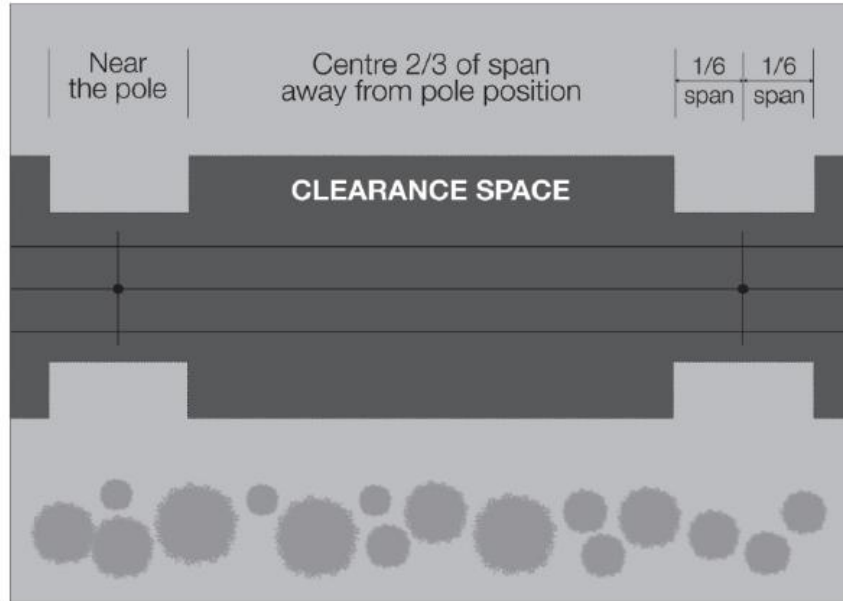 Near
the pole
Centre 2/3 of span
away from pole position
1/6
span
1/6
span
CLEARANCE SPACE